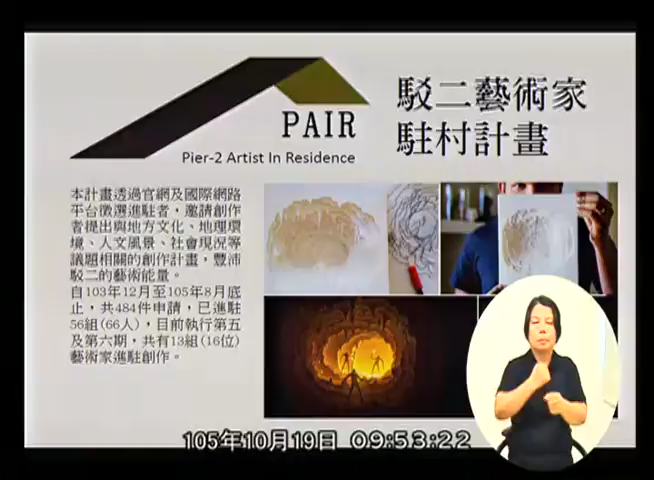 PAIR
Pier-2 Artist In Residence
駁二藝術家
駐村計畫
本計畫透過官網及國際網路
平台徵選進駐者，邀請創作
者提出與地方文化、地理環
境、人文風景、社會現況等
議題相關的創作計畫，豐沛
駁二的藝術能量。
自103年12月至105年8月底
止，共484件申請，已進駐
56組(66人)，目前執行第五
及第六期，共有13組(16位)
藝術家進駐創作。
105年10月19日 09:53:22